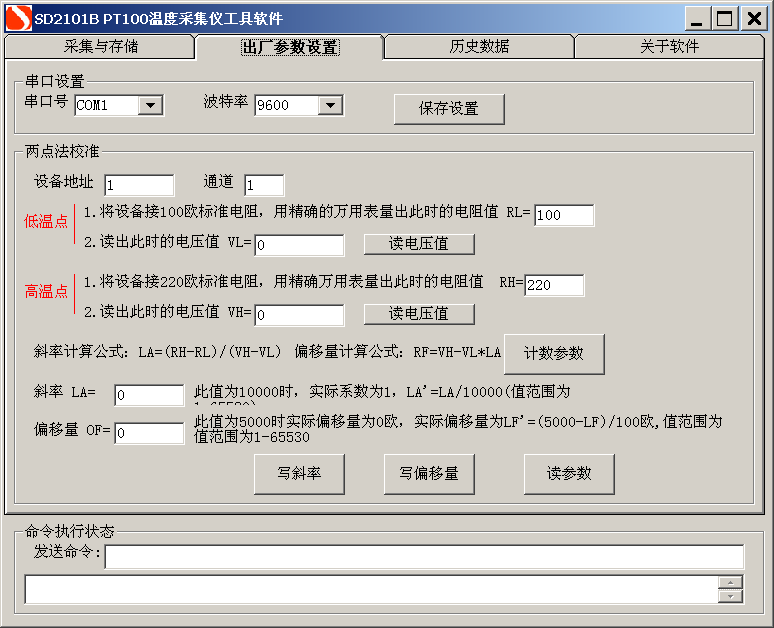 SD2101B PT100温度采集仪工具软件
采集与存储 出厂参数设置 历史数据 关于软件
串口设置
串口号 COM1 波特率 9600 保存设置
两点法校准
设备地址 1 通道 1
低温点
1.将设备接100欧标准电阻，用精确的万用表量出此时的电阻值 RL= 100
2.读出此时的电压值 VL= 0 读电压值
高温点
1.将设备接220欧标准电阻，用精确万用表量出此时的电阻值 RH= 220
2.读出此时的电压值 VH= 0 读电压值
斜率计算公式：LA=(RH-RL)/(VH-VL) 偏移量计算公式：RF=VH-VL*LA 计数参数
斜率 LA= 0 此值为10000时，实际系数为1，LA'=LA/10000(值范围为
1-65530)
偏移量 OF= 0 此值为5000时实际偏移量为0欧，实际偏移量为LF'=(5000-LF)/100欧,值范围为
值范围为1-65530
写斜率 写偏移量 读参数
命令执行状态
发送命令: